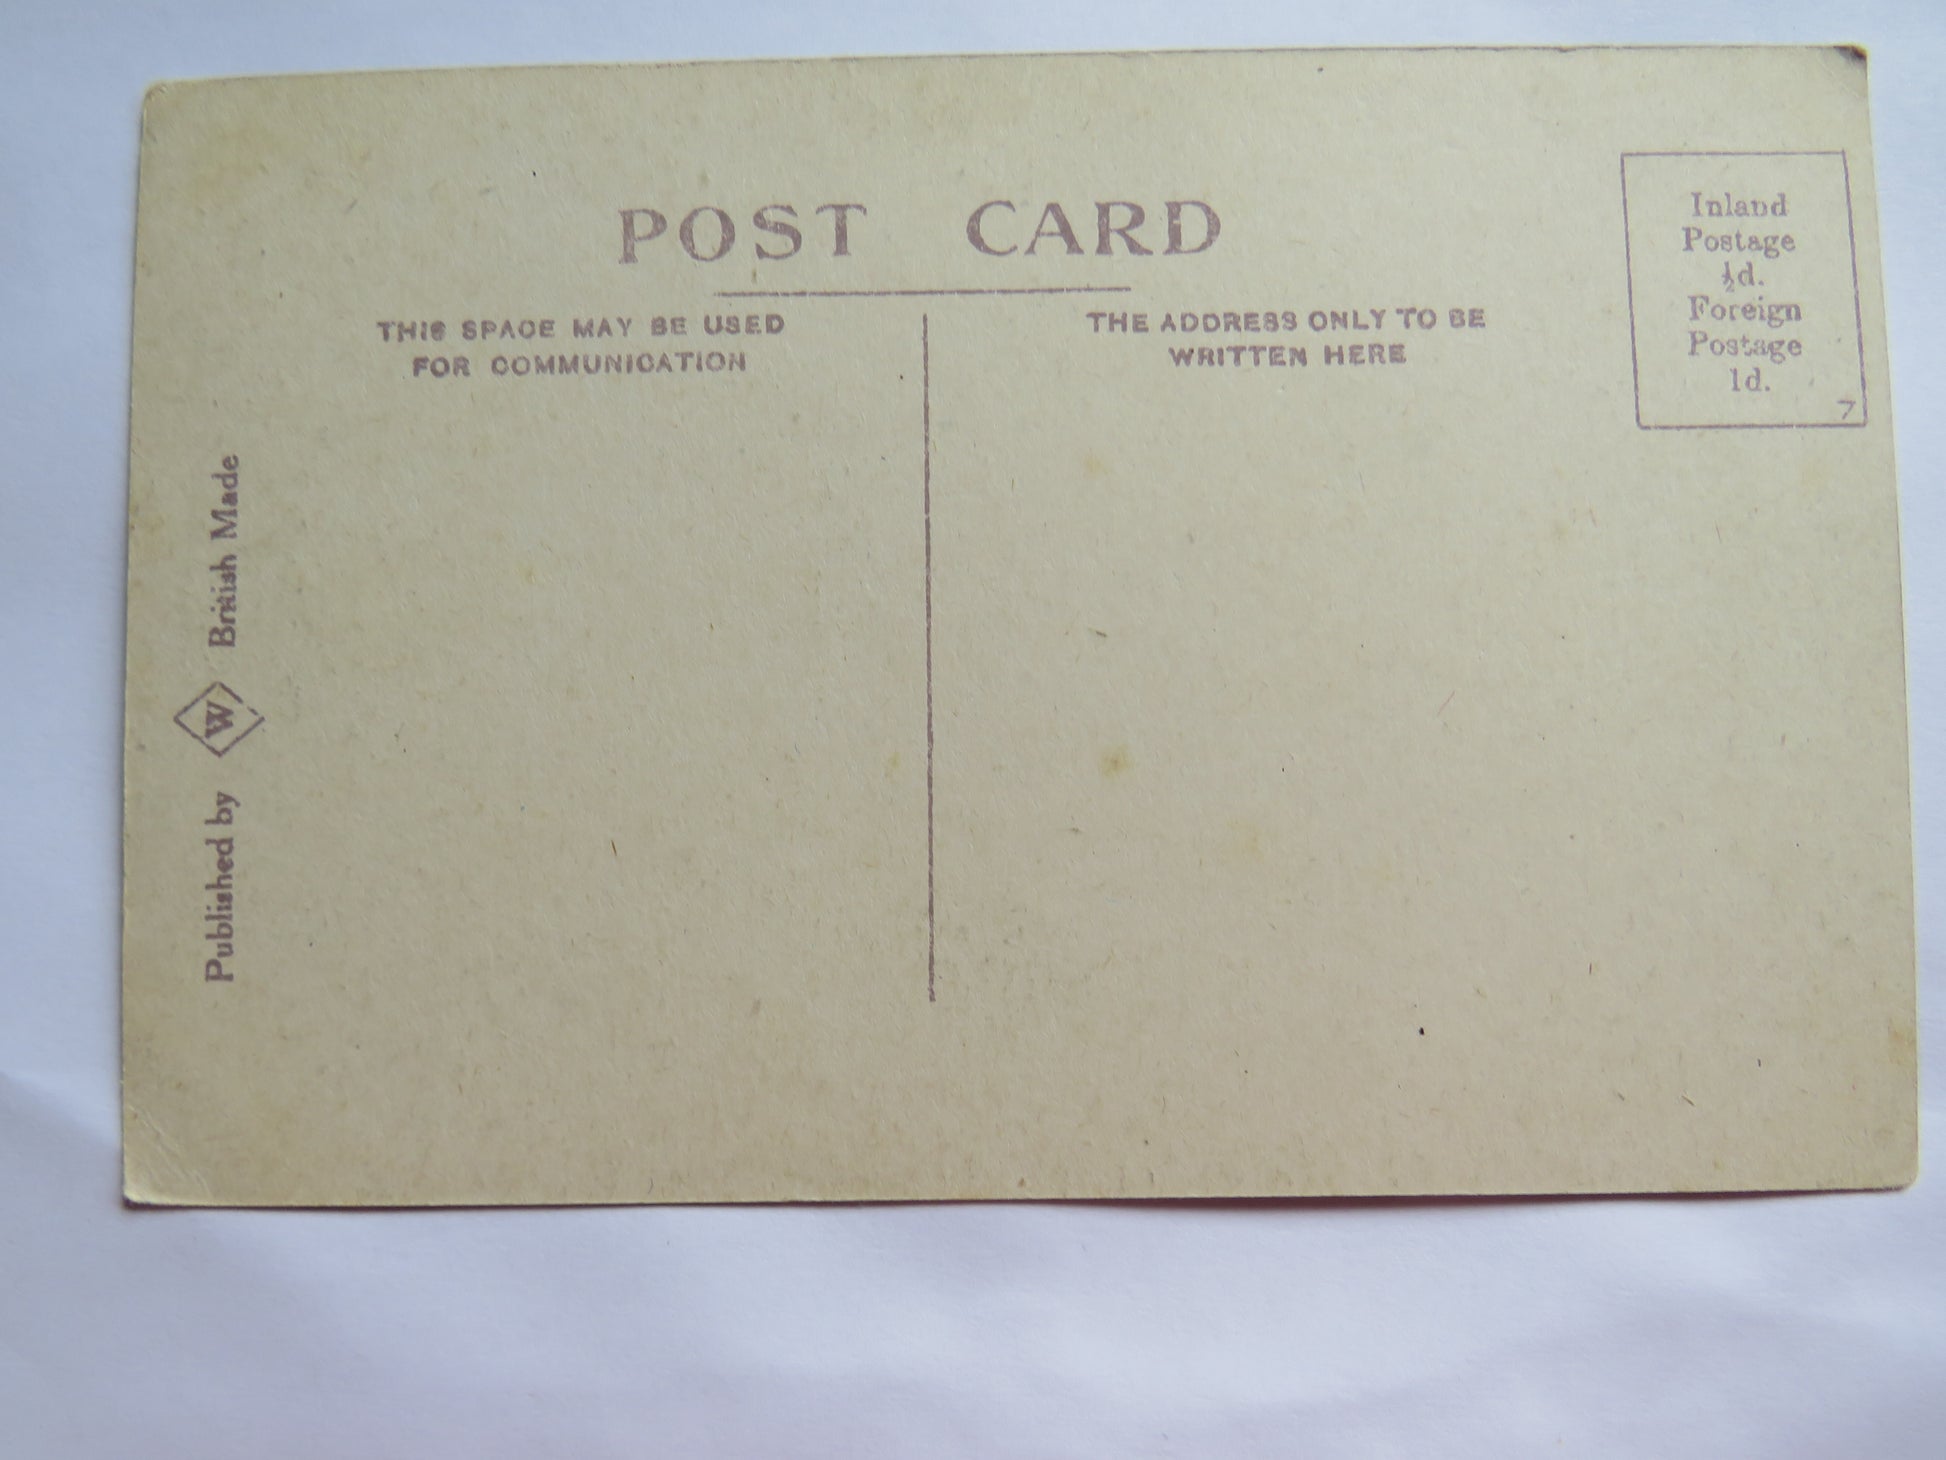 POST CARD
THIS SPACE MAY BE USED
FOR COMMUNICATION
THE ADDRESS ONLY TO BE
WRITTEN HERE
Inland
Postage
½d.
Foreign
Postage
1d.
7
Published by W British Made